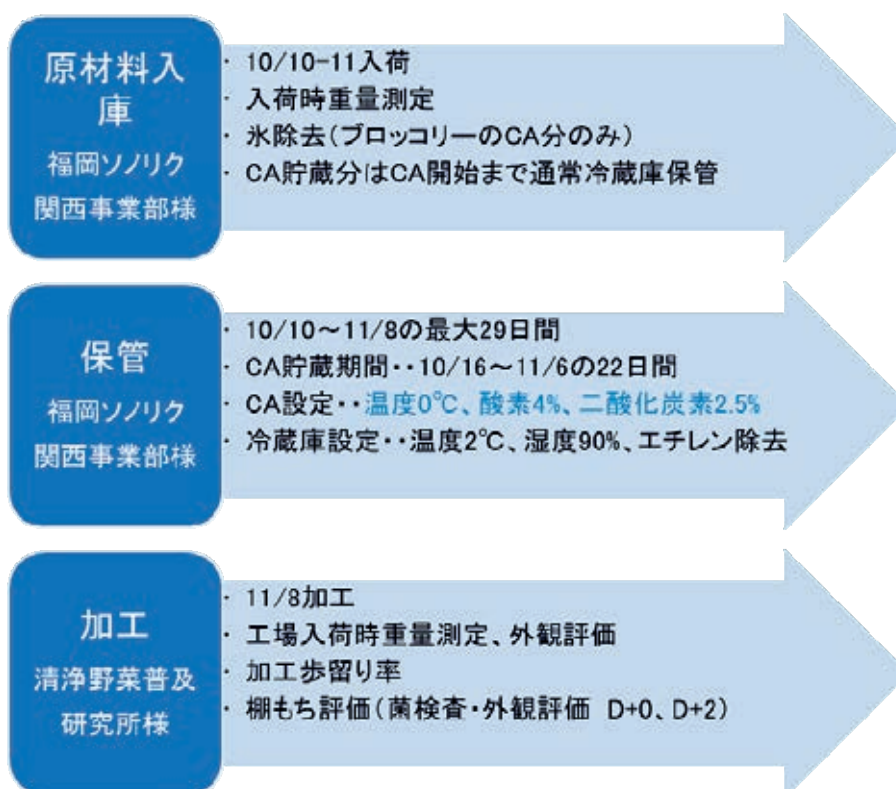 原材料入
庫
福岡ソノリク
関西事業部様
・ 10/10-11入荷
・ 入荷時重量測定
・ 氷除去(ブロッコリーのCA分のみ)
・ CA貯蔵分はCA開始まで通常冷蔵庫保管
保管
福岡ソノリク
関西事業部様
・ 10/10～11/8の最大29日間
・ CA貯蔵期間・・10/16～11/6の22日間
・ CA設定・・温度0℃、酸素4%、二酸化炭素2.5%
・ 冷蔵庫設定・・温度2℃、湿度90%、エチレン除去
加工
清浄野菜普及
研究所様
・ 11/8加工
・ 工場入荷時重量測定、外観評価
・ 加工歩留り率
・ 棚もち評価(菌検査・外観評価 D+0、D+2)